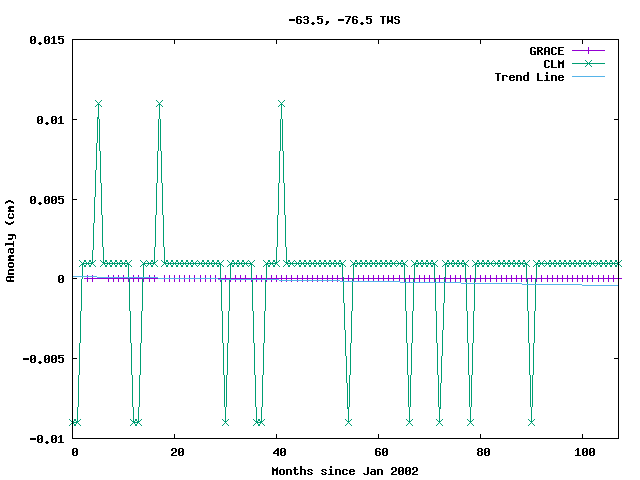 -63.5, -76.5 TWS
0.015
0.01
0.005
0
-0.005
-0.01
Anomaly (cm)
GRACE
CLM
Trend Line
0 20 40 60 80 100
Months since Jan 2002